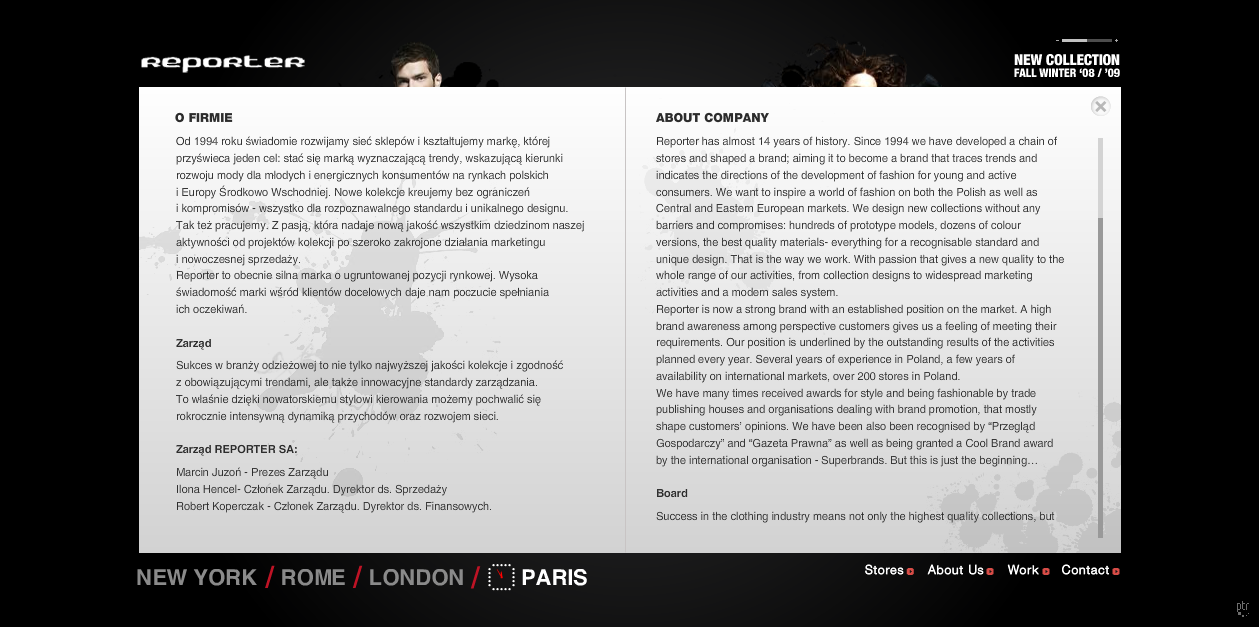 REPORTER
- +
NEW COLLECTION
FALL WINTER ‘08 / ’09
O FIRMIE
Od 1994 roku świadomie rozwijamy sieć sklepów i kształtujemy markę, której
przyświeca jeden cel: stać się marką wyznaczającą trendy, wskazującą kierunki
rozwoju mody dla młodych i energicznych konsumentów na rynkach polskich
i Europy Środkowo Wschodniej. Nowe kolekcje kreujemy bez ograniczeń
i kompromisów - wszystko dla rozpoznawalnego standardu i unikalnego designu.
Tak też pracujemy. Z pasją, która nadaje nową jakość wszystkim dziedzinom naszej
aktywności od projektów kolekcji po szeroko zakrojone działania marketingu
i nowoczesnej sprzedaży.
Reporter to obecnie silna marka o ugruntowanej pozycji rynkowej. Wysoka
świadomość marki wśród klientów docelowych daje nam poczucie spełniania
ich oczekiwań.
Zarząd
Sukces w branży odzieżowej to nie tylko najwyższej jakości kolekcje i zgodność
z obowiązującymi trendami, ale także innowacyjne standardy zarządzania.
To właśnie dzięki nowatorskiemu stylowi kierowania możemy pochwalić się
rokrocznie intensywną dynamiką przychodów oraz rozwojem sieci.
Zarząd REPORTER SA:
Marcin Juzoń - Prezes Zarządu
Ilona Hencel- Członek Zarządu. Dyrektor ds. Sprzedaży
Robert Koperczak - Członek Zarządu. Dyrektor ds. Finansowych.
ABOUT COMPANY
Reporter has almost 14 years of history. Since 1994 we have developed a chain of
stores and shaped a brand; aiming it to become a brand that traces trends and
indicates the directions of the development of fashion for young and active
consumers. We want to inspire a world of fashion on both the Polish as well as
Central and Eastern European markets. We design new collections without any
barriers and compromises: hundreds of prototype models, dozens of colour
versions, the best quality materials- everything for a recognisable standard and
unique design. That is the way we work. With passion that gives a new quality to the
whole range of our activities, from collection designs to widespread marketing
activities and a modern sales system.
Reporter is now a strong brand with an established position on the market. A high
brand awareness among perspective customers gives us a feeling of meeting their
requirements. Our position is underlined by the outstanding results of the activities
planned every year. Several years of experience in Poland, a few years of
availability on international markets, over 200 stores in Poland.
We have many times received awards for style and being fashionable by trade
publishing houses and organisations dealing with brand promotion, that mostly
shape customers’ opinions. We have been also been recognised by “Przegląd
Gospodarczy” and “Gazeta Prawna” as well as being granted a Cool Brand award
by the international organisation - Superbrands. But this is just the beginning…
Board
Success in the clothing industry means not only the highest quality collections, but
NEW YORK / ROME / LONDON / PARIS
Stores About Us Work Contact
ptr